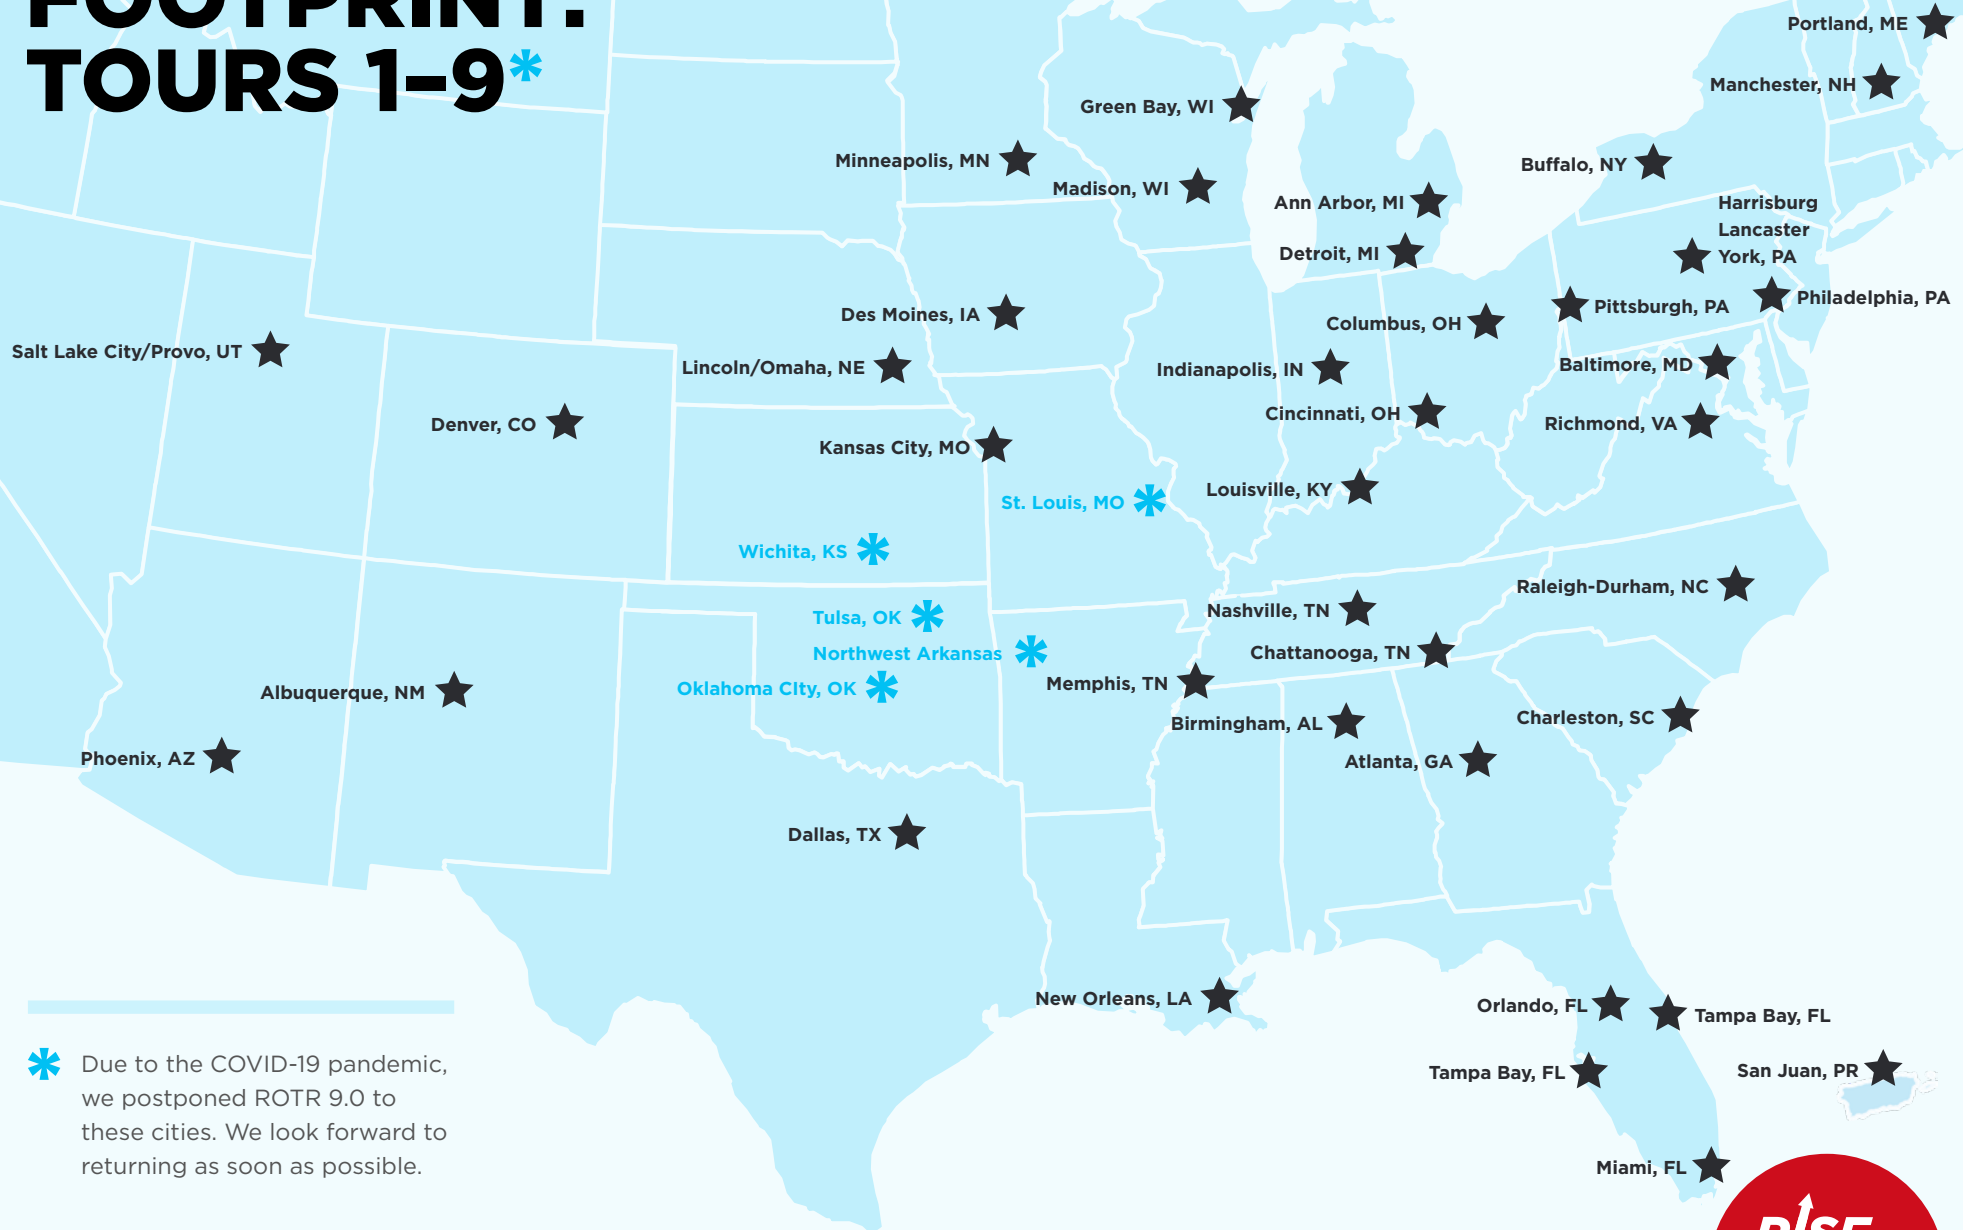 FOOTPRINT:
TOURS 1–9*
Portland, ME
Manchester, NH
Green Bay, WI
Minneapolis, MN
Madison, WI
Buffalo, NY
Ann Arbor, MI
Harrisburg
Lancaster
York, PA
Detroit, MI
Philadelphia, PA
Pittsburgh, PA
Des Moines, IA
Columbus, OH
Salt Lake City/Provo, UT
Lincoln/Omaha, NE
Indianapolis, IN
Baltimore, MD
Cincinnati, OH
Denver, CO
Richmond, VA
Kansas City, MO
Louisville, KY
St. Louis, MO *
Wichita, KS *
Raleigh-Durham, NC
Nashville, TN
Tulsa, OK *
Chattanooga, TN
Northwest Arkansas *
Memphis, TN
Oklahoma CIty, OK *
Albuquerque, NM
Charleston, SC
Birmingham, AL
Phoenix, AZ
Atlanta, GA
Dallas, TX
New Orleans, LA
Orlando, FL
Tampa Bay, FL
Tampa Bay, FL
San Juan, PR
Miami, FL
* Due to the COVID-19 pandemic,
we postponed ROTR 9.0 to
these cities. We look forward to
returning as soon as possible.
RISE